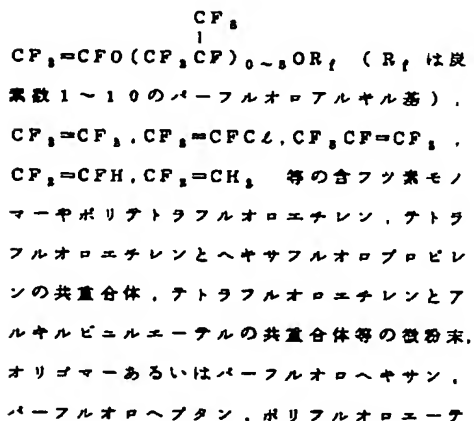 CF₃
|
CF₂=CFO(CF₂CF)₀~₅ORf (Rfは炭
素数1~10のパーフルオロアルキル基),
CF₂=CF₂,CF₂=CFCl,CF₃CF=CF₂,
CF₂=CFH,CF₂=CH₂ 等の含フツ素モノ
マーやポリテトラフルオロエチレン,テトラ
フルオロエチレンとヘキサフルオロプロピレ
ンの共重合体,テトラフルオロエチレンとア
ルキルビニルエーテルの共重合体等の微粉末,
オリゴマーあるいはパーフルオロヘキサン,
パーフルオロヘプタン,ポリフルオロエーテ